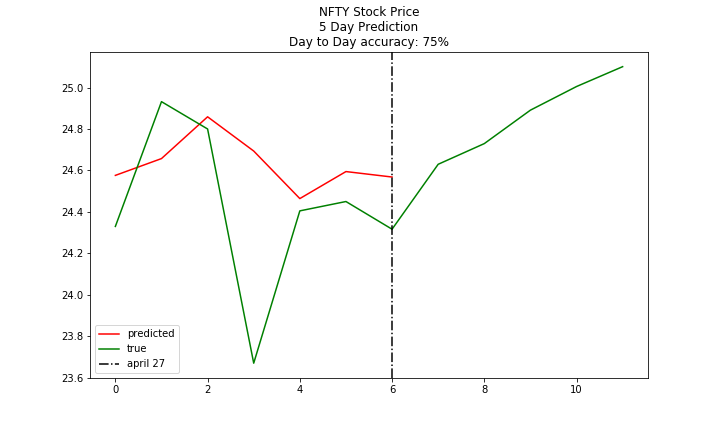 NFTY Stock Price
5 Day Prediction
Day to Day accuracy: 75%
25.0
24.8
24.6
24.4
24.2
24.0
23.8
23.6
predicted
true
april 27
0 2 4 6 8 10